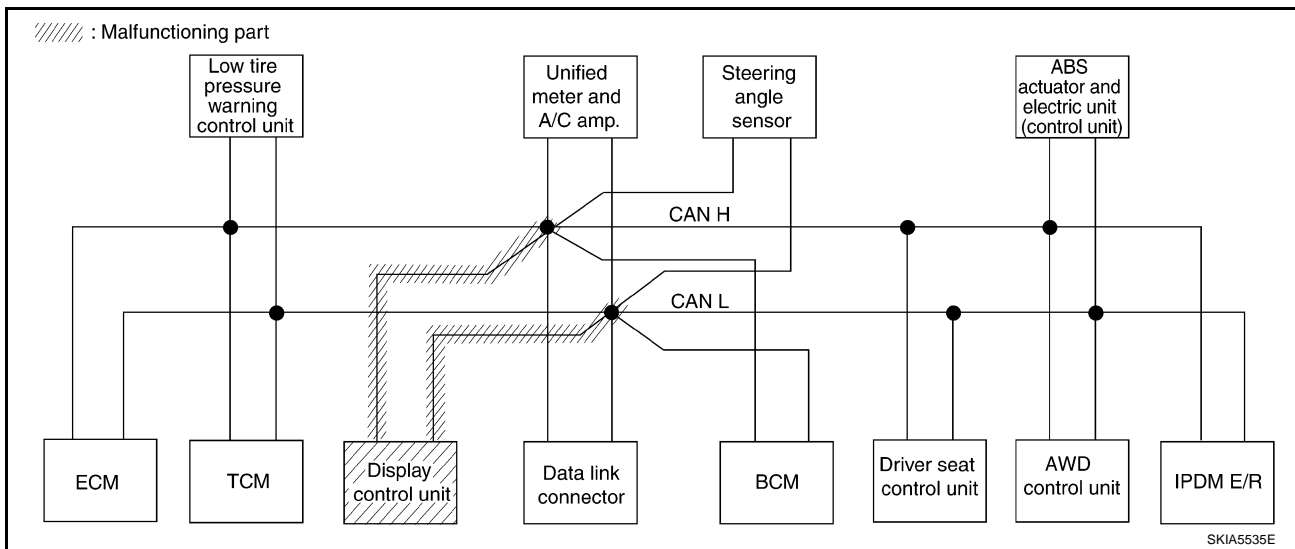 : Malfunctioning part
Low tire
pressure
warning
control unit
Unified
meter and
A/C amp.
Steering
angle
sensor
ABS
actuator and
electric unit
(control unit)
CAN H
CAN L
ECM
TCM
Display
control unit
Data link
connector
BCM
Driver seat
control unit
AWD
control unit
IPDM E/R
SKIA5535E